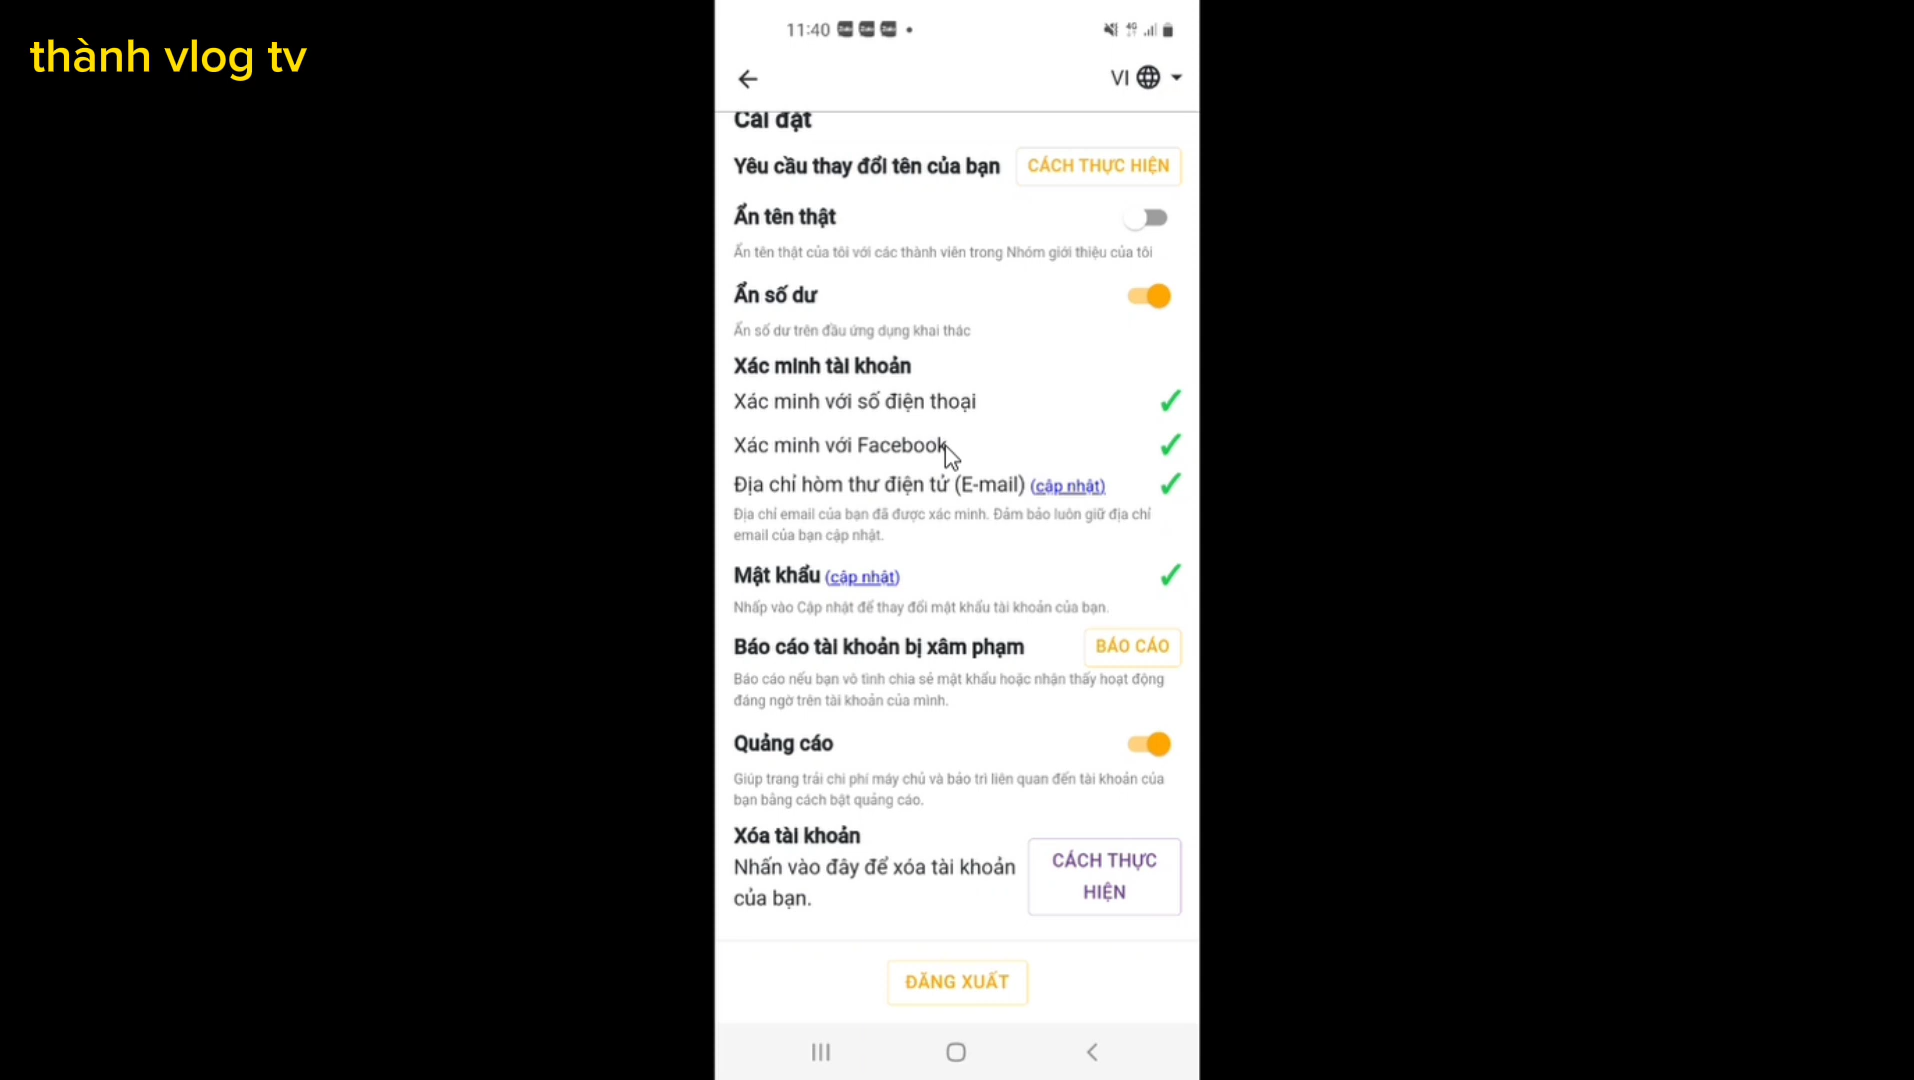 thành vlog tv
11:40
4G
VI
Cài đặt
Yêu cầu thay đổi tên của bạn CÁCH THỰC HIỆN
Ẩn tên thật
Ẩn tên thật của tôi với các thành viên trong Nhóm giới thiệu của tôi
Ẩn số dư
Ẩn số dư trên đầu ứng dụng khai thác
Xác minh tài khoản
Xác minh với số điện thoại
Xác minh với Facebook
Địa chỉ hòm thư điện tử (E-mail) (cập nhật)
Địa chỉ email của bạn đã được xác minh. Đảm bảo luôn giữ địa chỉ
email của bạn cập nhật.
Mật khẩu (cập nhật)
Nhấp vào Cập nhật để thay đổi mật khẩu tài khoản của bạn.
Báo cáo tài khoản bị xâm phạm BÁO CÁO
Báo cáo nếu bạn vô tình chia sẻ mật khẩu hoặc nhận thấy hoạt động
đáng ngờ trên tài khoản của mình.
Quảng cáo
Giúp trang trải chi phí máy chủ và bảo trì liên quan đến tài khoản của
bạn bằng cách bật quảng cáo.
Xóa tài khoản
Nhấn vào đây để xóa tài khoản
của bạn.
CÁCH THỰC
HIỆN
ĐĂNG XUẤT